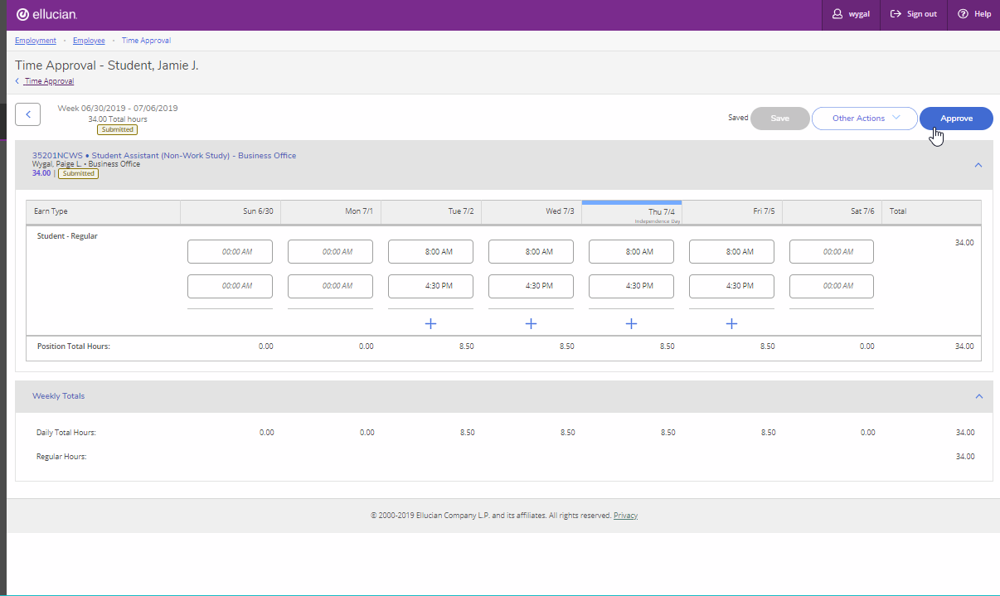 ellucian.
wygal Sign out Help
Employment • Employee • Time Approval
Time Approval - Student, Jamie J.
< Time Approval
Week 06/30/2019 - 07/06/2019
34.00 Total hours
Submitted
Saved Save Other Actions Approve
35201NCWS • Student Assistant (Non-Work Study) - Business Office
Wygal, Paige L. • Business Office
34.00 | Submitted
Earn Type Sun 6/30 Mon 7/1 Tue 7/2 Wed 7/3 Thu 7/4 Fri 7/5 Sat 7/6 Total
Independence Day
Student - Regular
00:00 AM 00:00 AM 8:00 AM 8:00 AM 8:00 AM 8:00 AM 00:00 AM 34.00
00:00 AM 00:00 AM 4:30 PM 4:30 PM 4:30 PM 4:30 PM 00:00 AM
+ + + +
Position Total Hours: 0.00 0.00 8.50 8.50 8.50 8.50 0.00 34.00
Weekly Totals
Daily Total Hours: 0.00 0.00 8.50 8.50 8.50 8.50 0.00 34.00
Regular Hours: 34.00
© 2000-2019 Ellucian Company L.P. and its affiliates. All rights reserved. Privacy